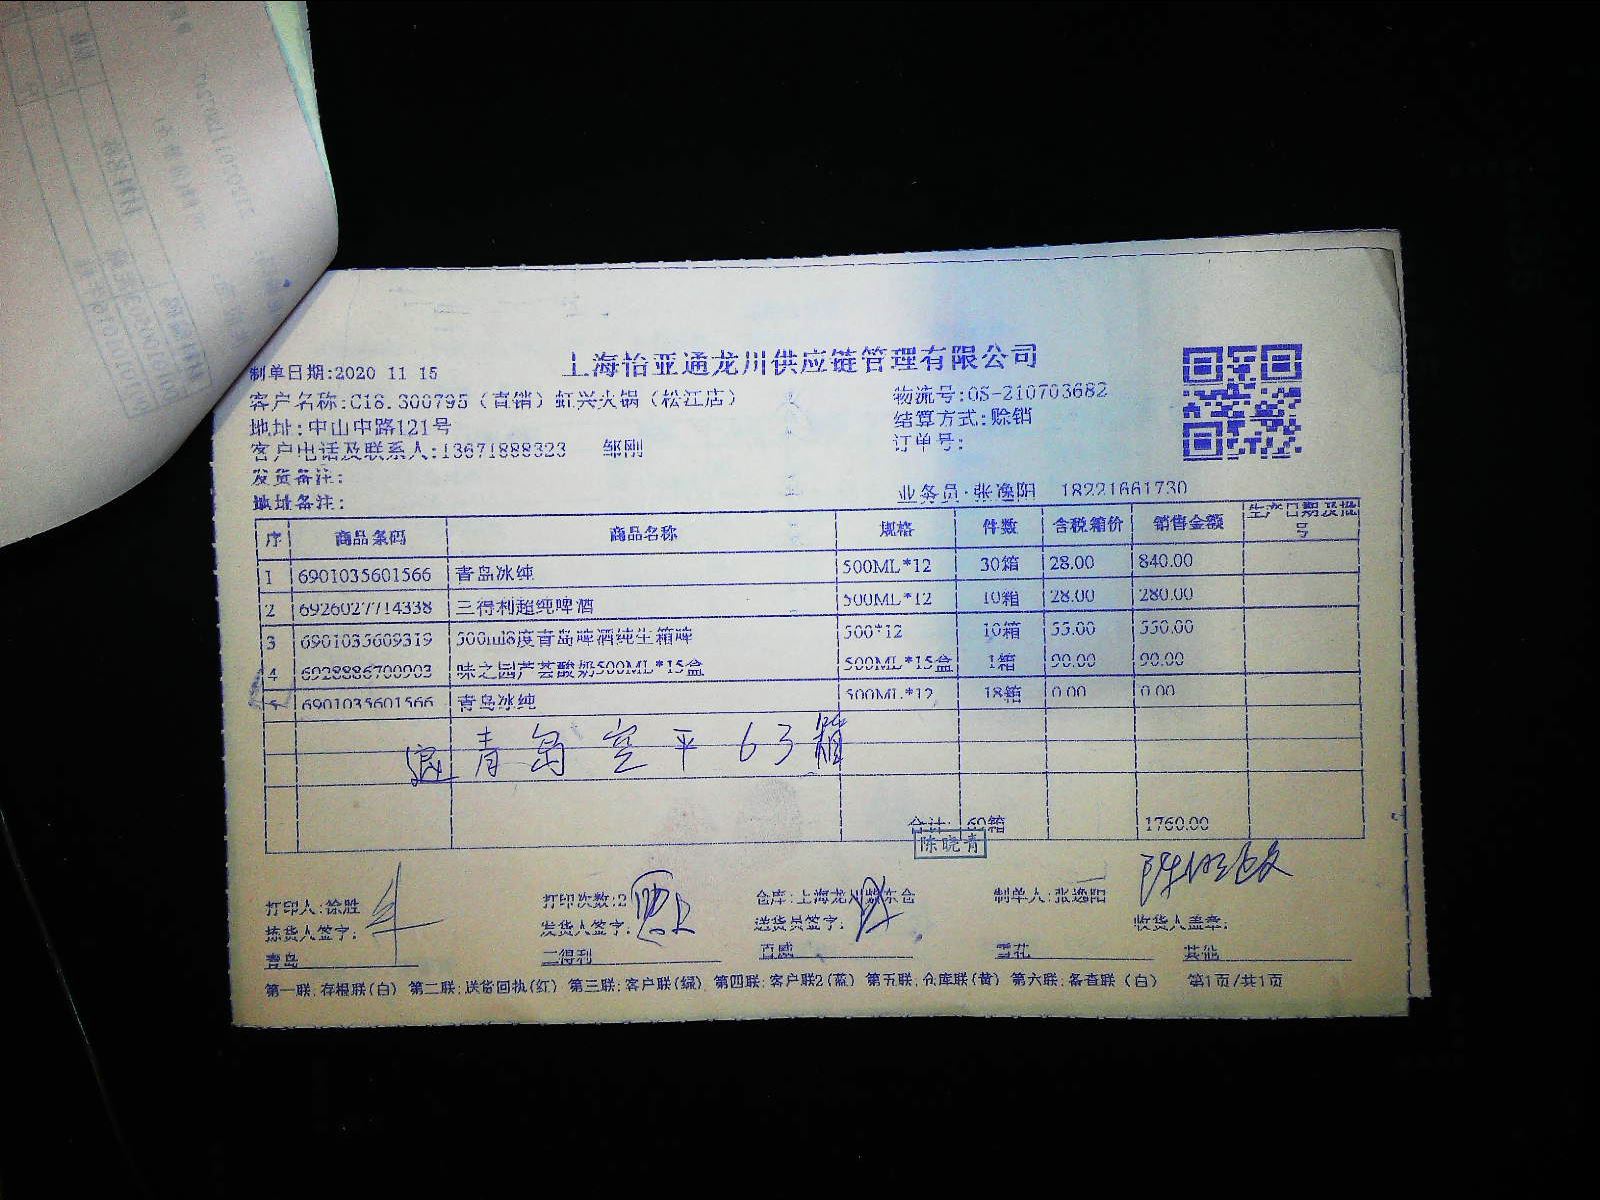 上海怡亚通龙川供应链管理有限公司
制单日期:2020 11 15
客户名称:C18.300795（直销）虹兴火锅（松江店）
物流号:OS-210703682
地址:中山中路121号
结算方式:赊销
客户电话及联系人:13671888323 邹刚
订单号:
发货备注:
地址备注:
业务员:张逸阳 18221661730
序 商品条码 商品名称 规格 件数 含税箱价 销售金额 生产日期及批号
1 6901035601566 青岛冰纯 500ML*12 30箱 28.00 840.00
2 6926027714338 三得利超纯啤酒 500ML*12 10箱 28.00 280.00
3 6901035609319 500ml8度青岛啤酒纯生箱啤 500*12 10箱 55.00 550.00
4 6928886700903 味之园芦荟酸奶500ML*15盒 500ML*15盒 1箱 90.00 90.00
5 6901035601566 青岛冰纯 500ML*12 18箱 0.00 0.00
退青岛空平63箱
合计: 69箱 1760.00
陈晓青
打印人:徐胜 打印次数:2 仓库:上海龙川浦东仓 制单人:张逸阳
拣货人签字: 发货人签字: 送货员签字: 收货人盖章:
青岛 三得利 百威 雪花 其他
第一联:存根联(白) 第二联:送货回执(红) 第三联:客户联(绿) 第四联:客户联2(蓝) 第五联:仓库联(黄) 第六联:备查联(白) 第1页/共1页